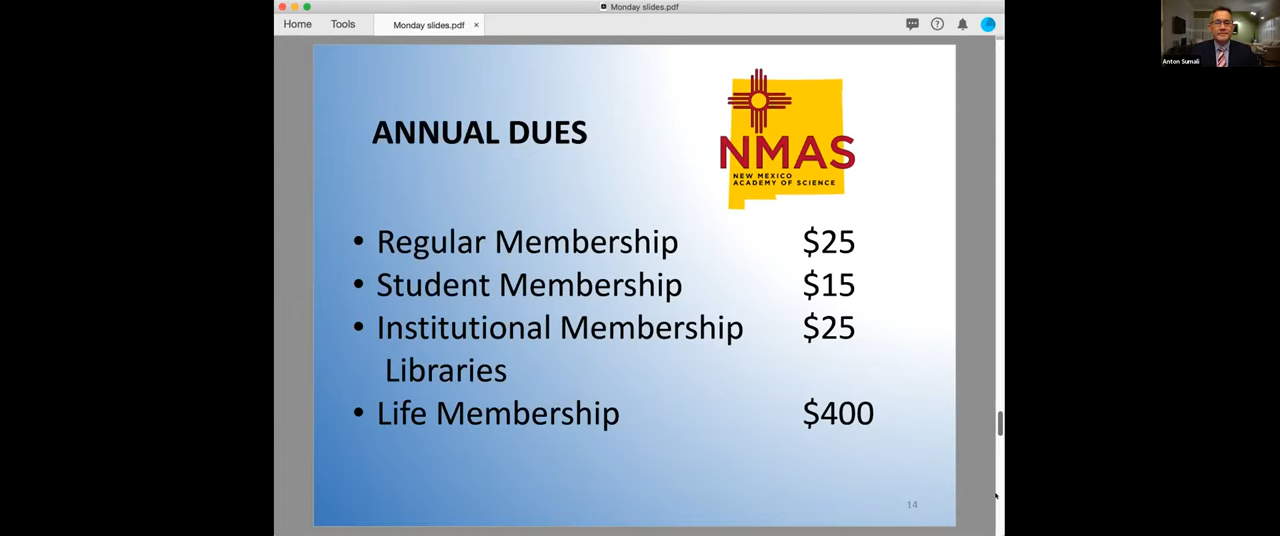 Monday slides.pdf
Home Tools Monday slides.pdf ×
Anton Sumali
ANNUAL DUES
NMAS
NEW MEXICO
ACADEMY OF SCIENCE
• Regular Membership $25
• Student Membership $15
• Institutional Membership $25
Libraries
• Life Membership $400
14